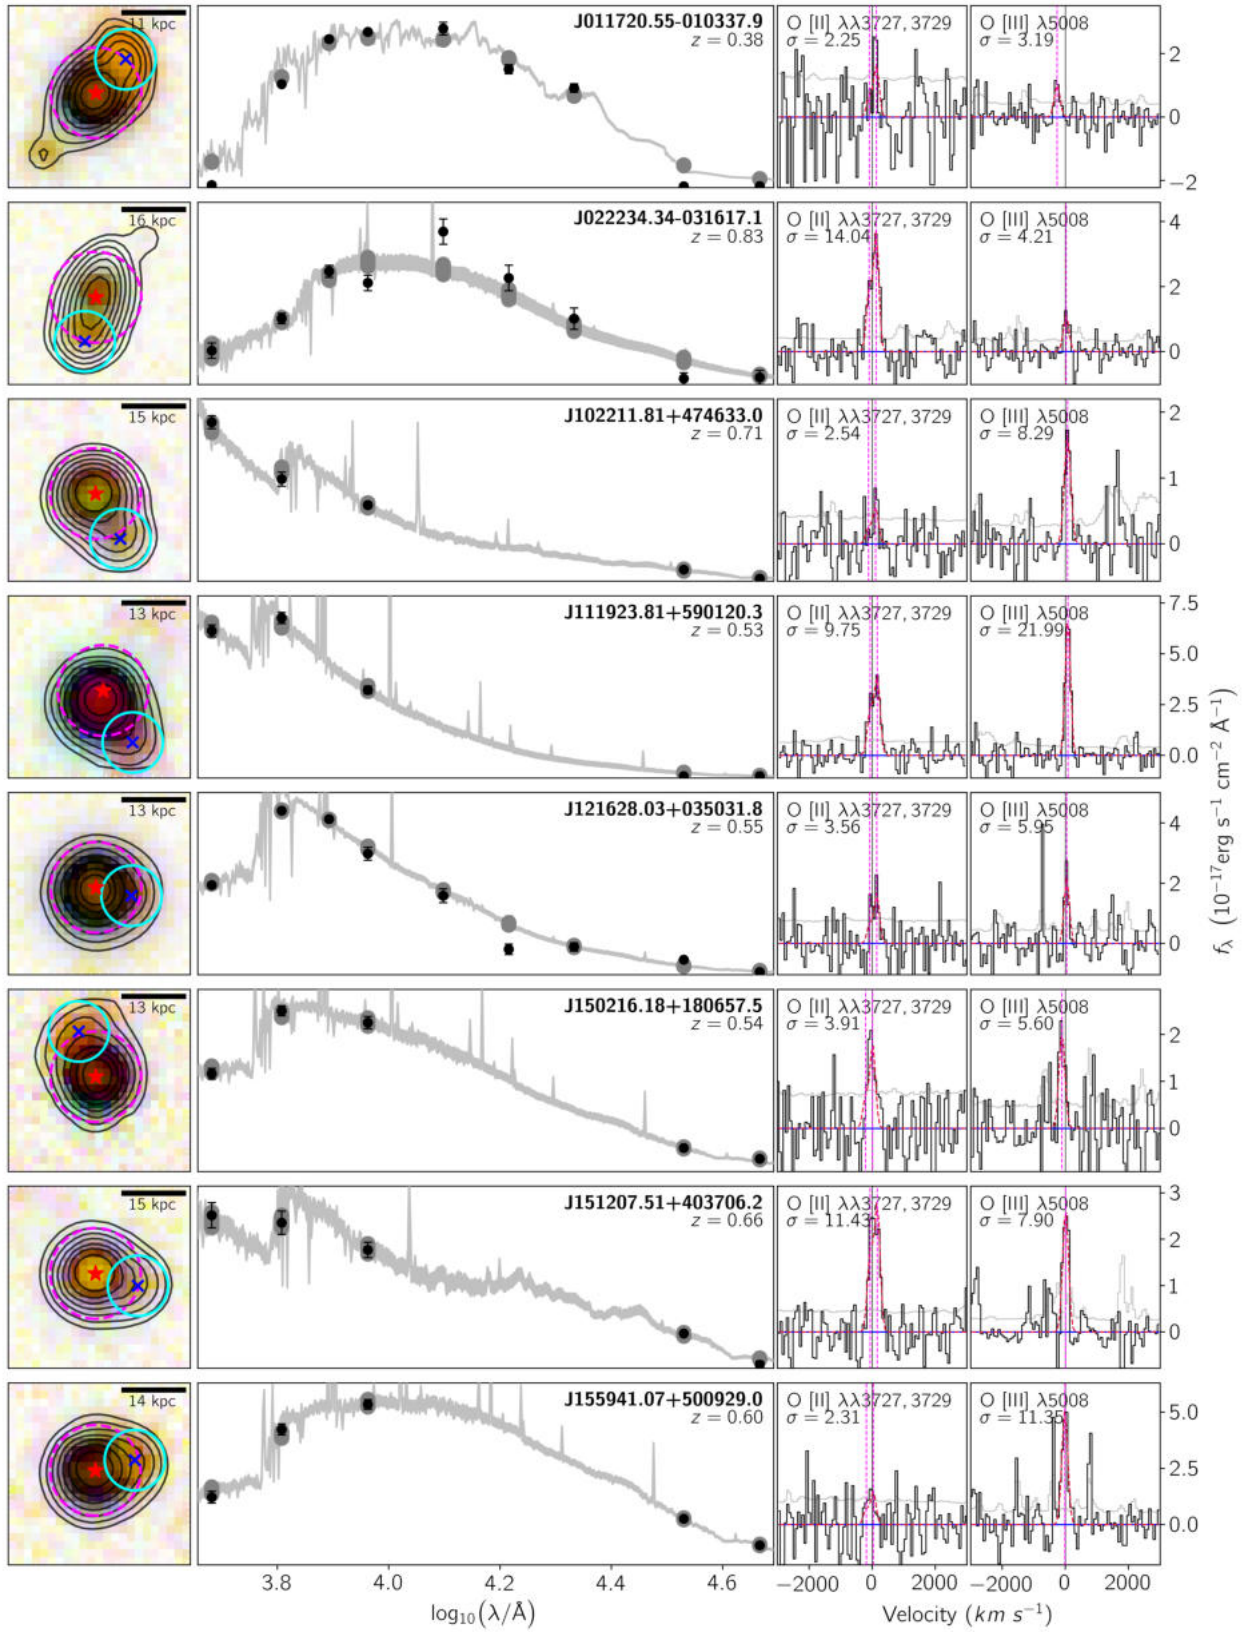 11 kpc
J011720.55-010337.9
z = 0.38
O [II] λλ3727, 3729
σ = 2.25
O [III] λ5008
σ = 3.19
2
0
−2
16 kpc
J022234.34-031617.1
z = 0.83
O [II] λλ3727, 3729
σ = 14.04
O [III] λ5008
σ = 4.21
4
2
0
15 kpc
J102211.81+474633.0
z = 0.71
O [II] λλ3727, 3729
σ = 2.54
O [III] λ5008
σ = 8.29
2
1
0
13 kpc
J111923.81+590120.3
z = 0.53
O [II] λλ3727, 3729
σ = 9.75
O [III] λ5008
σ = 21.99
7.5
5.0
2.5
0.0
13 kpc
J121628.03+035031.8
z = 0.55
O [II] λλ3727, 3729
σ = 3.56
O [III] λ5008
σ = 5.95
4
2
0
fλ (10−17erg s−1 cm−2 Å−1)
13 kpc
J150216.18+180657.5
z = 0.54
O [II] λλ3727, 3729
σ = 3.91
O [III] λ5008
σ = 5.60
2
1
0
15 kpc
J151207.51+403706.2
z = 0.66
O [II] λλ3727, 3729
σ = 11.43
O [III] λ5008
σ = 7.90
3
2
1
0
14 kpc
J155941.07+500929.0
z = 0.60
O [II] λλ3727, 3729
σ = 2.31
O [III] λ5008
σ = 11.35
5.0
2.5
0.0
3.8 4.0 4.2 4.4 4.6
−2000 0 2000 −2000 0 2000
log10(λ/Å)
Velocity (km s−1)